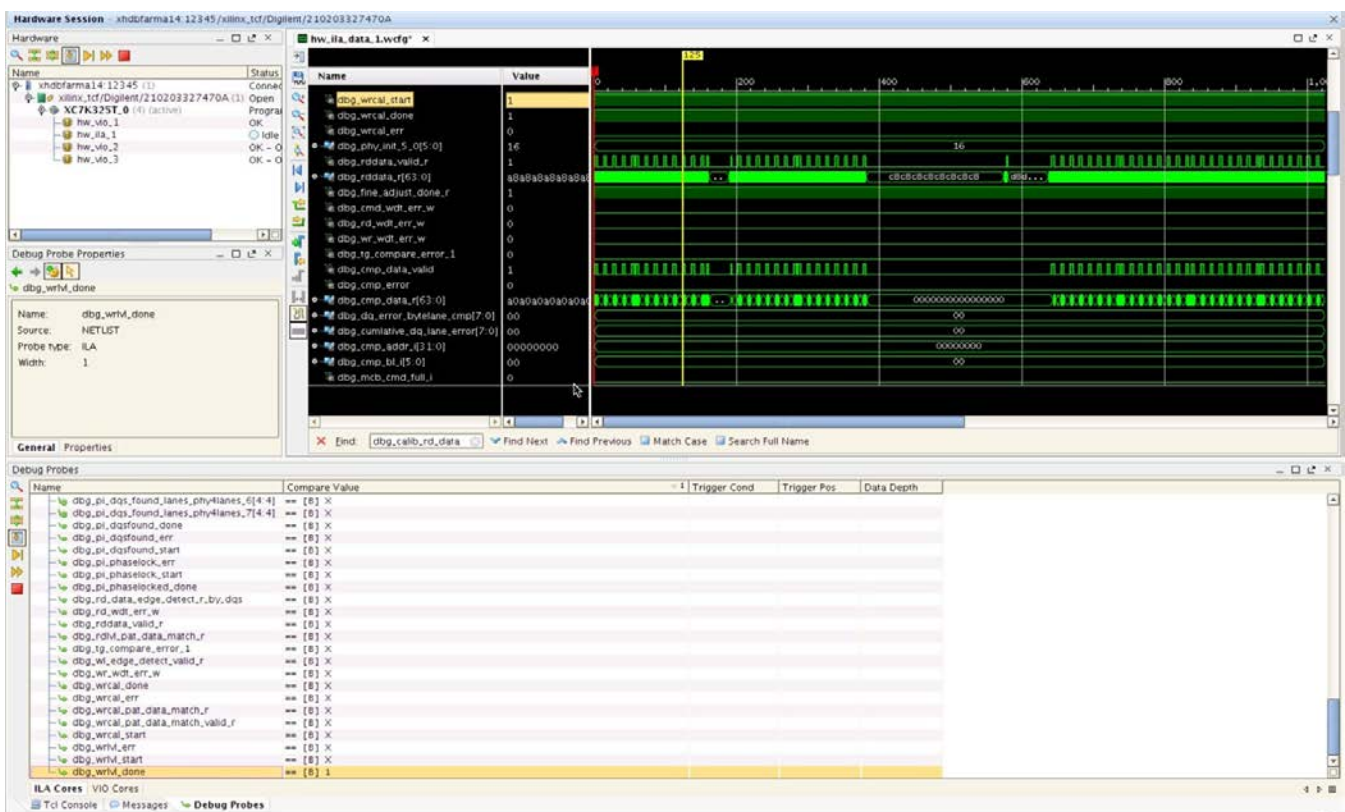 Hardware Session - xhdbfarma14:12345/xilinx_tcf/Digilent/210203327470A
Hardware
Name Status
xhdbfarma14:12345 (1) Connec
xilinx_tcf/Digilent/210203327470A (1) Open
XC7K325T_0 (4) (active) Progra
hw_vio_1 OK
hw_ila_1 Idle
hw_vio_2 OK - O
hw_vio_3 OK - O
Debug Probe Properties
dbg_wrlvl_done
Name: dbg_wrlvl_done
Source: NETLIST
Probe type: ILA
Width: 1
General Properties
hw_ila_data_1.wcfg*
Name Value
125
0 200 400 600 800 1,0
dbg_wrcal_start 1
dbg_wrcal_done 1
dbg_wrcal_err 0
dbg_phy_init_5_0[5:0] 16 16
dbg_rddata_valid_r 1
dbg_rddata_r[63:0] a8a8a8a8a8a8a8 .. c8c8c8c8c8c8c8c8 d8d...
dbg_fine_adjust_done_r 1
dbg_cmd_wdt_err_w 0
dbg_rd_wdt_err_w 0
dbg_wr_wdt_err_w 0
dbg_tg_compare_error_1 0
dbg_cmp_data_valid 1
dbg_cmp_error 0
dbg_cmp_data_r[63:0] a0a0a0a0a0a0a0 .. 0000000000000000
dbg_dq_error_bytelane_cmp[7:0] 00 00
dbg_cumlative_dq_lane_error[7:0] 00 00
dbg_cmp_addr_i[31:0] 00000000 00000000
dbg_cmp_bl_i[5:0] 00 00
dbg_mcb_cmd_full_i 0
Find: dbg_calib_rd_data Find Next Find Previous Match Case Search Full Name
Debug Probes
Name Compare Value 1 Trigger Cond Trigger Pos Data Depth
dbg_pi_dqs_found_lanes_phy4lanes_6[4:4] == [B] X
dbg_pi_dqs_found_lanes_phy4lanes_7[4:4] == [B] X
dbg_pi_dqsfound_done == [B] X
dbg_pi_dqsfound_err == [B] X
dbg_pi_dqsfound_start == [B] X
dbg_pi_phaselock_err == [B] X
dbg_pi_phaselock_start == [B] X
dbg_pi_phaselocked_done == [B] X
dbg_rd_data_edge_detect_r_by_dqs == [B] X
dbg_rd_wdt_err_w == [B] X
dbg_rddata_valid_r == [B] X
dbg_rdlvl_pat_data_match_r == [B] X
dbg_tg_compare_error_1 == [B] X
dbg_wl_edge_detect_valid_r == [B] X
dbg_wr_wdt_err_w == [B] X
dbg_wrcal_done == [B] X
dbg_wrcal_err == [B] X
dbg_wrcal_pat_data_match_r == [B] X
dbg_wrcal_pat_data_match_valid_r == [B] X
dbg_wrcal_start == [B] X
dbg_wrlvl_err == [B] X
dbg_wrlvl_start == [B] X
dbg_wrlvl_done == [B] 1
ILA Cores VIO Cores
Tcl Console Messages Debug Probes